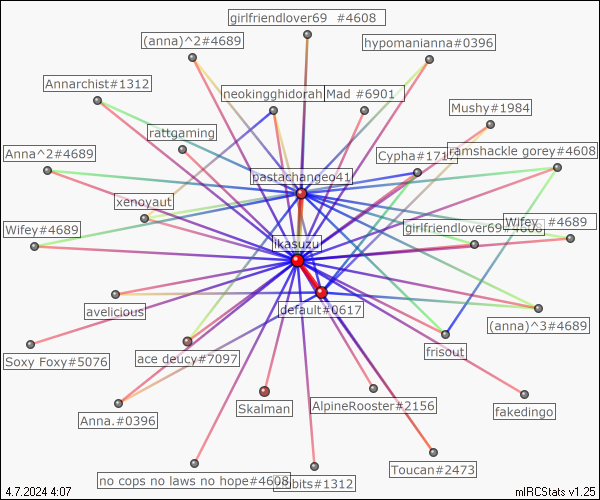 girlfriendlover69 #4608
(anna)^2#4689
hypomanianna#0396
Annarchist#1312
neokingghidorah
Mad #6901
Mushy#1984
rattgaming
Anna^2#4689
Cypha#171
ramshackle gorey#4608
pastachangeo41
xenoyaut
Wifey#4689
girlfriendlover69
Wifey #4689
likasuzu
avelicious
default#0617
(anna)^3#4689
Soxy Foxy#5076
ace deucy#7097
frisout
Anna.#0396
Skalman
AlpineRooster#2156
fakedingo
Toucan#2473
no cops no laws no hope#4608
bits#1312
4.7.2024 4:07
mIRCStats v1.25